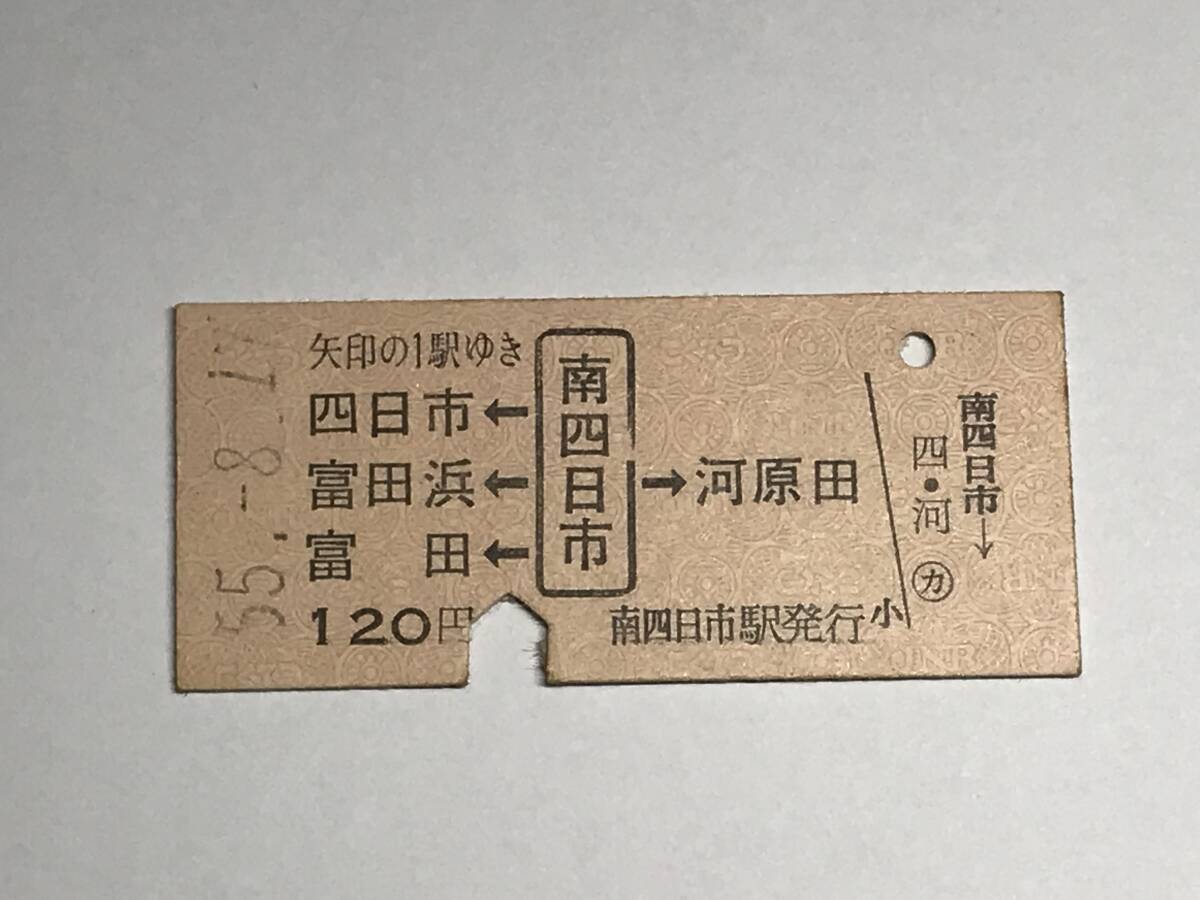 55.-8.-1
矢印の1駅ゆき
四日市←
富田浜←
富田←
120円
南四日市
→河原田
南四日市駅発行
小
四・河
㋕
南四日市→